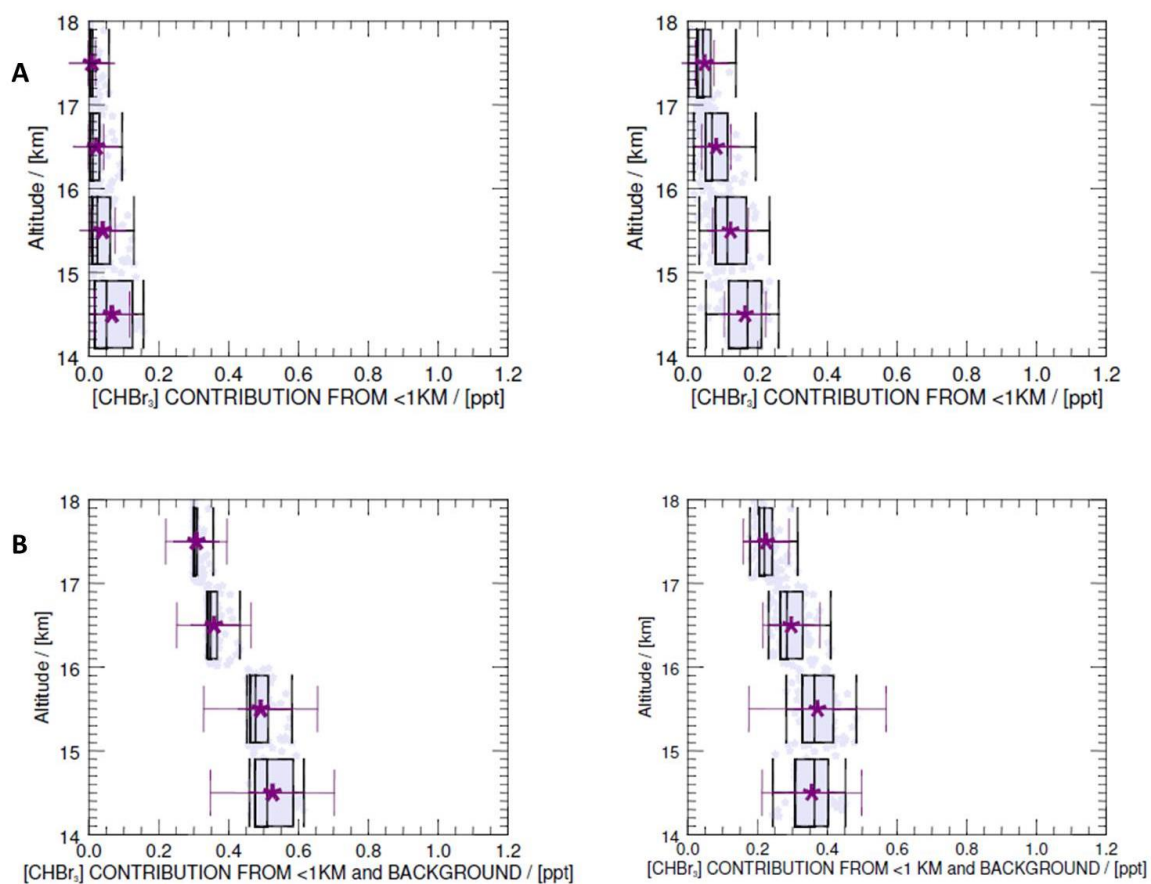 A
18
17
16
15
14
Altitude / [km]
0.0 0.2 0.4 0.6 0.8 1.0 1.2
[CHBr₃] CONTRIBUTION FROM <1KM / [ppt]
18
17
16
15
14
Altitude / [km]
0.0 0.2 0.4 0.6 0.8 1.0 1.2
[CHBr₃] CONTRIBUTION FROM <1KM / [ppt]
B
18
17
16
15
14
Altitude / [km]
0.0 0.2 0.4 0.6 0.8 1.0 1.2
[CHBr₃] CONTRIBUTION FROM <1KM and BACKGROUND / [ppt]
18
17
16
15
14
Altitude / [km]
0.0 0.2 0.4 0.6 0.8 1.0 1.2
[CHBr₃] CONTRIBUTION FROM <1 KM and BACKGROUND / [ppt]